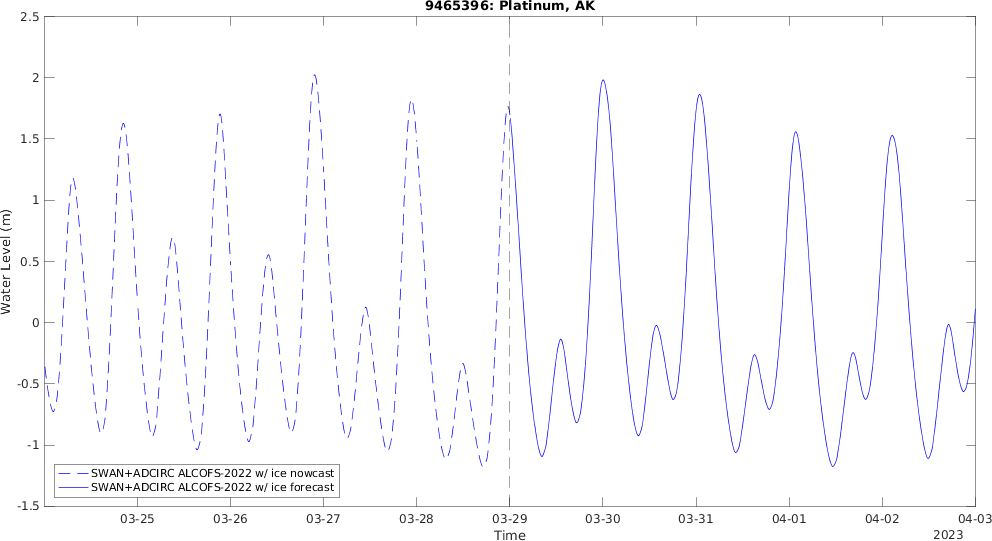 9465396: Platinum, AK
2.5
2
1.5
1
0.5
0
-0.5
-1
-1.5
Water Level (m)
SWAN+ADCIRC ALCOFS-2022 w/ ice nowcast
SWAN+ADCIRC ALCOFS-2022 w/ ice forecast
03-25 03-26 03-27 03-28 03-29 03-30 03-31 04-01 04-02 04-03
Time
2023